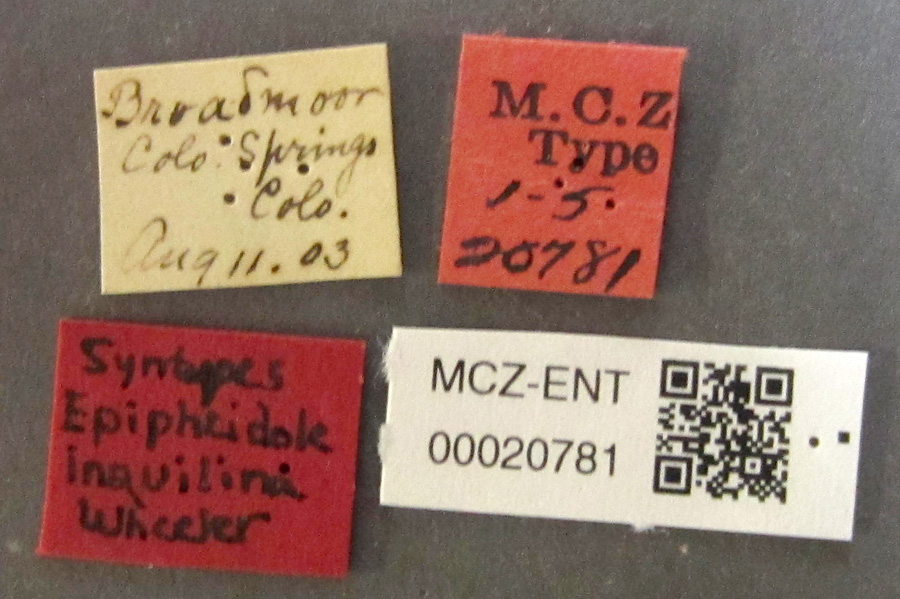 Broadmoor
Colo. Springs
Colo.
Aug 11. 03
M.C.Z
Type
1-5
20781
Syntypes
Epipheidole
inquilina
Wheeler
MCZ-ENT
00020781